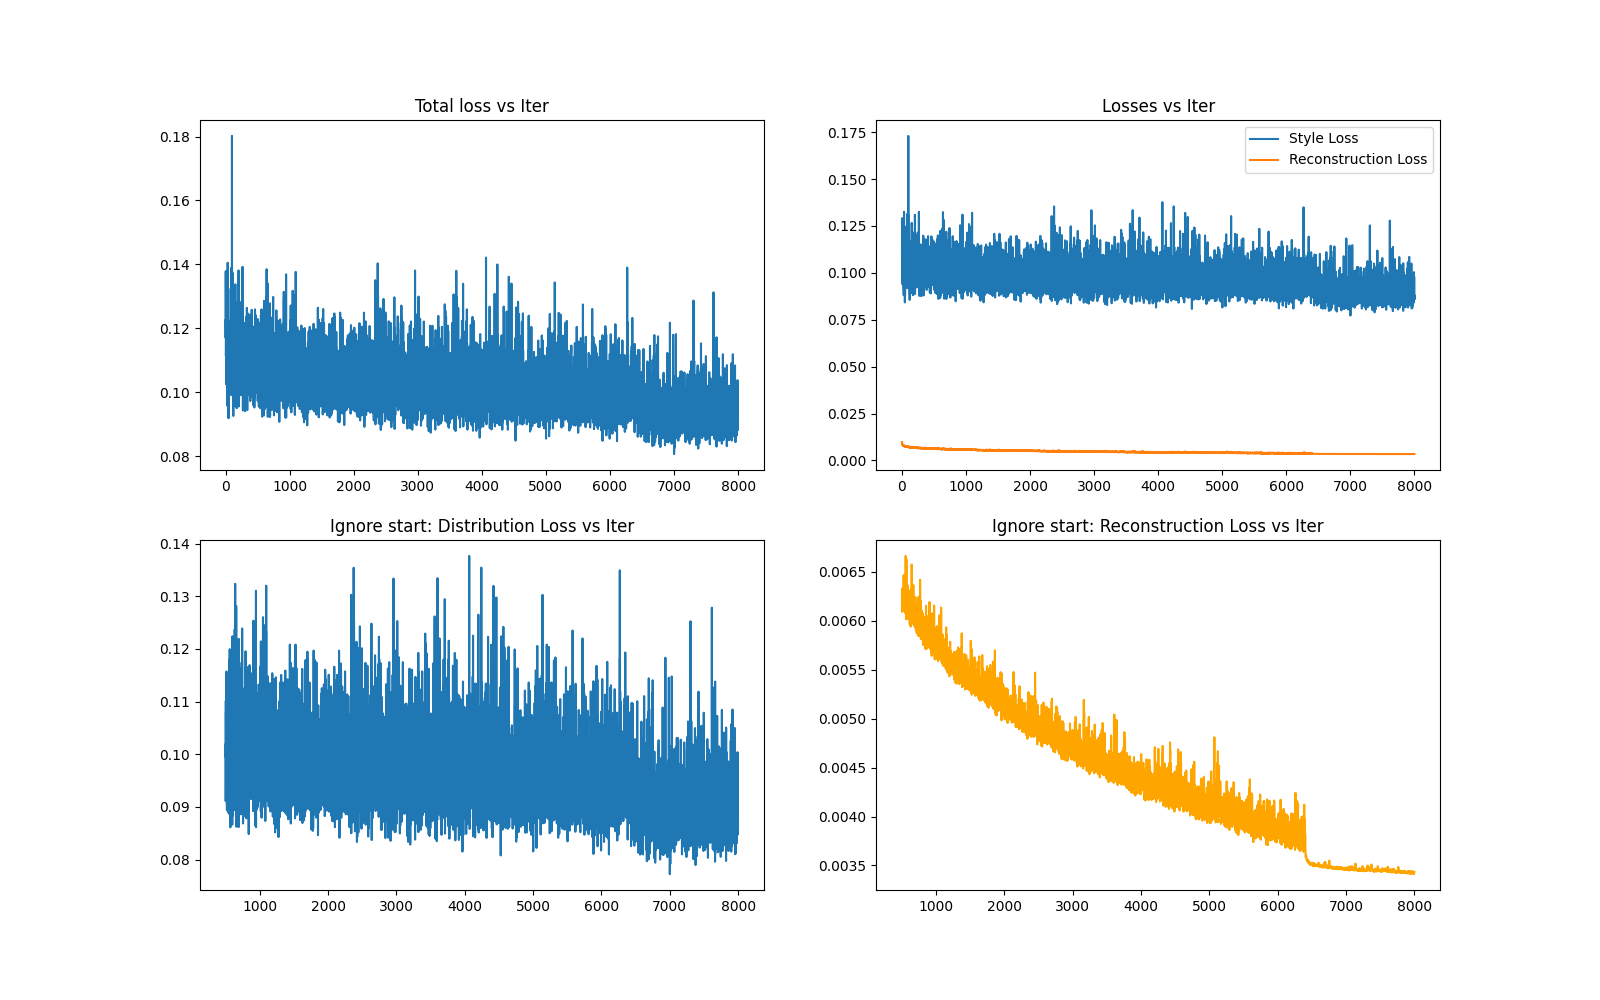 Total loss vs Iter
0.18
0.16
0.14
0.12
0.10
0.08
0 1000 2000 3000 4000 5000 6000 7000 8000
Losses vs Iter
Style Loss
Reconstruction Loss
0.175
0.150
0.125
0.100
0.075
0.050
0.025
0.000
0 1000 2000 3000 4000 5000 6000 7000 8000
Ignore start: Distribution Loss vs Iter
0.14
0.13
0.12
0.11
0.10
0.09
0.08
1000 2000 3000 4000 5000 6000 7000 8000
Ignore start: Reconstruction Loss vs Iter
0.0065
0.0060
0.0055
0.0050
0.0045
0.0040
0.0035
1000 2000 3000 4000 5000 6000 7000 8000